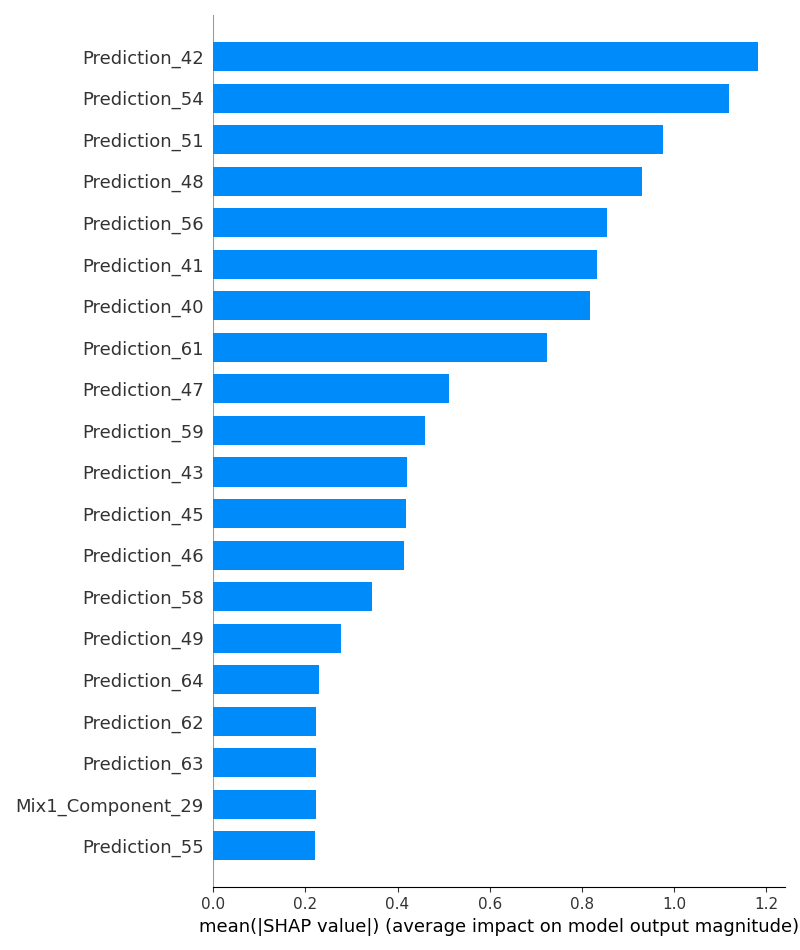 Prediction_42
Prediction_54
Prediction_51
Prediction_48
Prediction_56
Prediction_41
Prediction_40
Prediction_61
Prediction_47
Prediction_59
Prediction_43
Prediction_45
Prediction_46
Prediction_58
Prediction_49
Prediction_64
Prediction_62
Prediction_63
Mix1_Component_29
Prediction_55
0.0 0.2 0.4 0.6 0.8 1.0 1.2
mean(|SHAP value|) (average impact on model output magnitude)